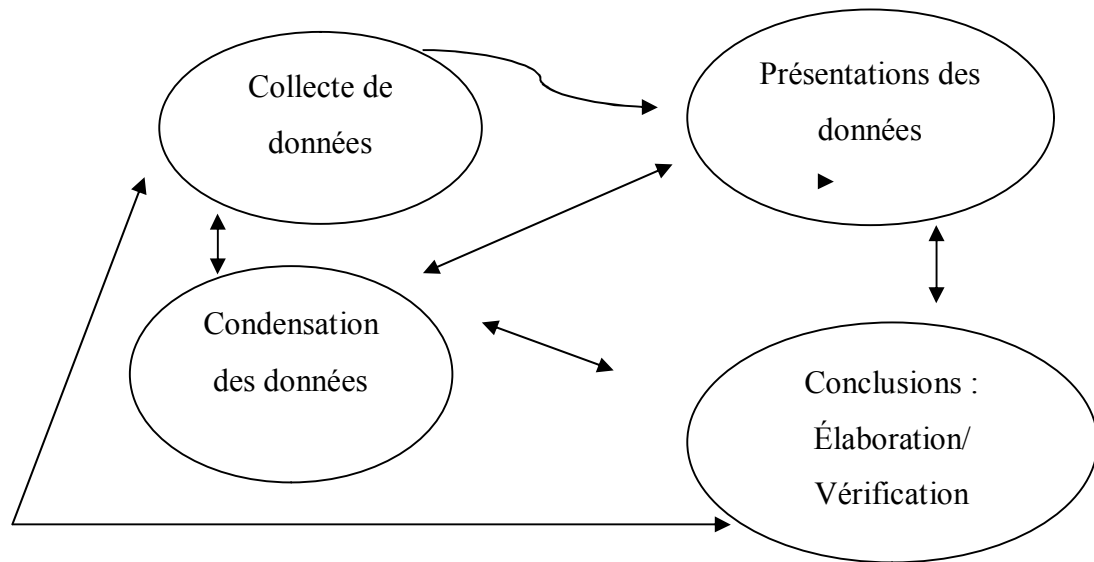 Collecte de
données
Présentations des
données
Condensation
des données
Conclusions :
Élaboration/
Vérification